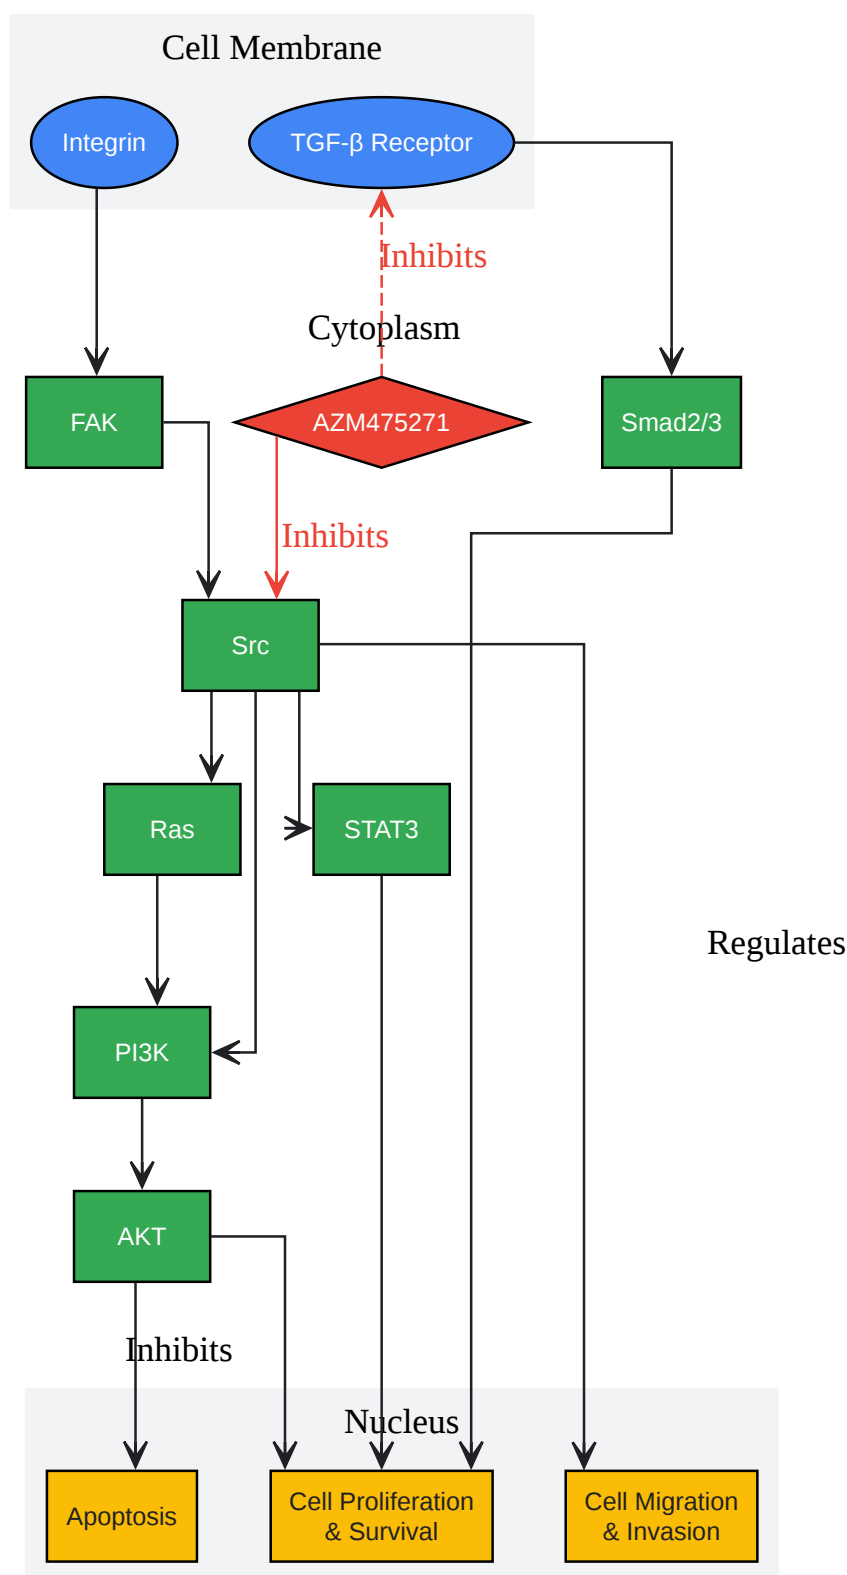 Cell Membrane
Integrin
TGF-β Receptor
Inhibits
Cytoplasm
FAK
AZM475271
Smad2/3
Inhibits
Src
Ras
STAT3
Regulates
PI3K
AKT
Inhibits
Nucleus
Apoptosis
Cell Proliferation
& Survival
Cell Migration
& Invasion